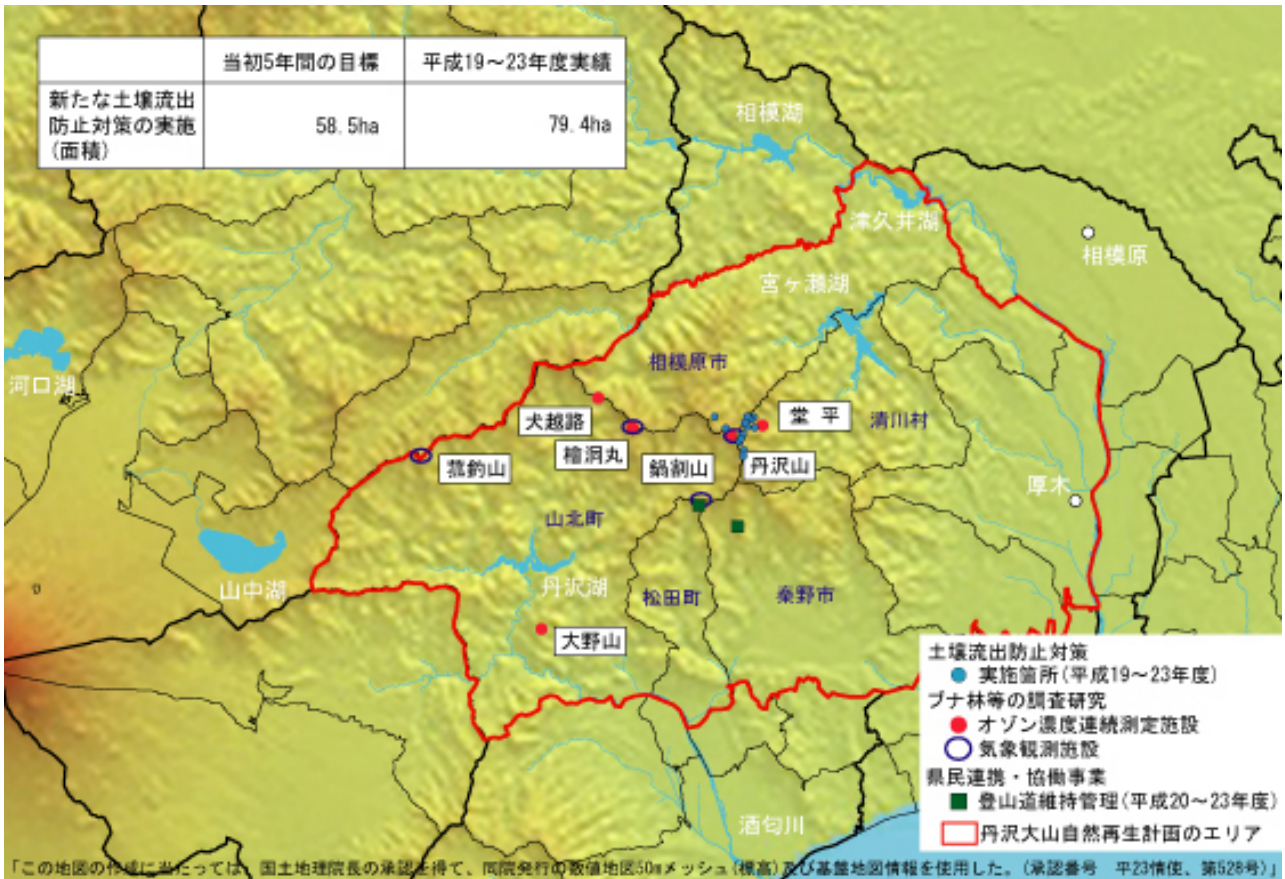 当初5年間の目標
平成19～23年度実績
新たな土壌流出
防止対策の実施
(面積)
58.5ha
79.4ha
相模湖
津久井湖
相模原
宮ヶ瀬湖
河口湖
相模原市
犬越路
堂 平
清川村
檜洞丸
鍋割山
丹沢山
菰釣山
厚木
山北町
山中湖
丹沢湖
松田町
秦野市
大野山
土壌流出防止対策
実施箇所(平成19～23年度)
ブナ林等の調査研究
オゾン濃度連続測定施設
気象観測施設
県民連携・協働事業
登山道維持管理(平成20～23年度)
丹沢大山自然再生計画のエリア
酒匂川
「この地図の作成に当たっては、国土地理院長の承認を得て、同院発行の数値地図50mメッシュ(標高)及び基盤地図情報を使用した。(承認番号 平23情使、第528号)」